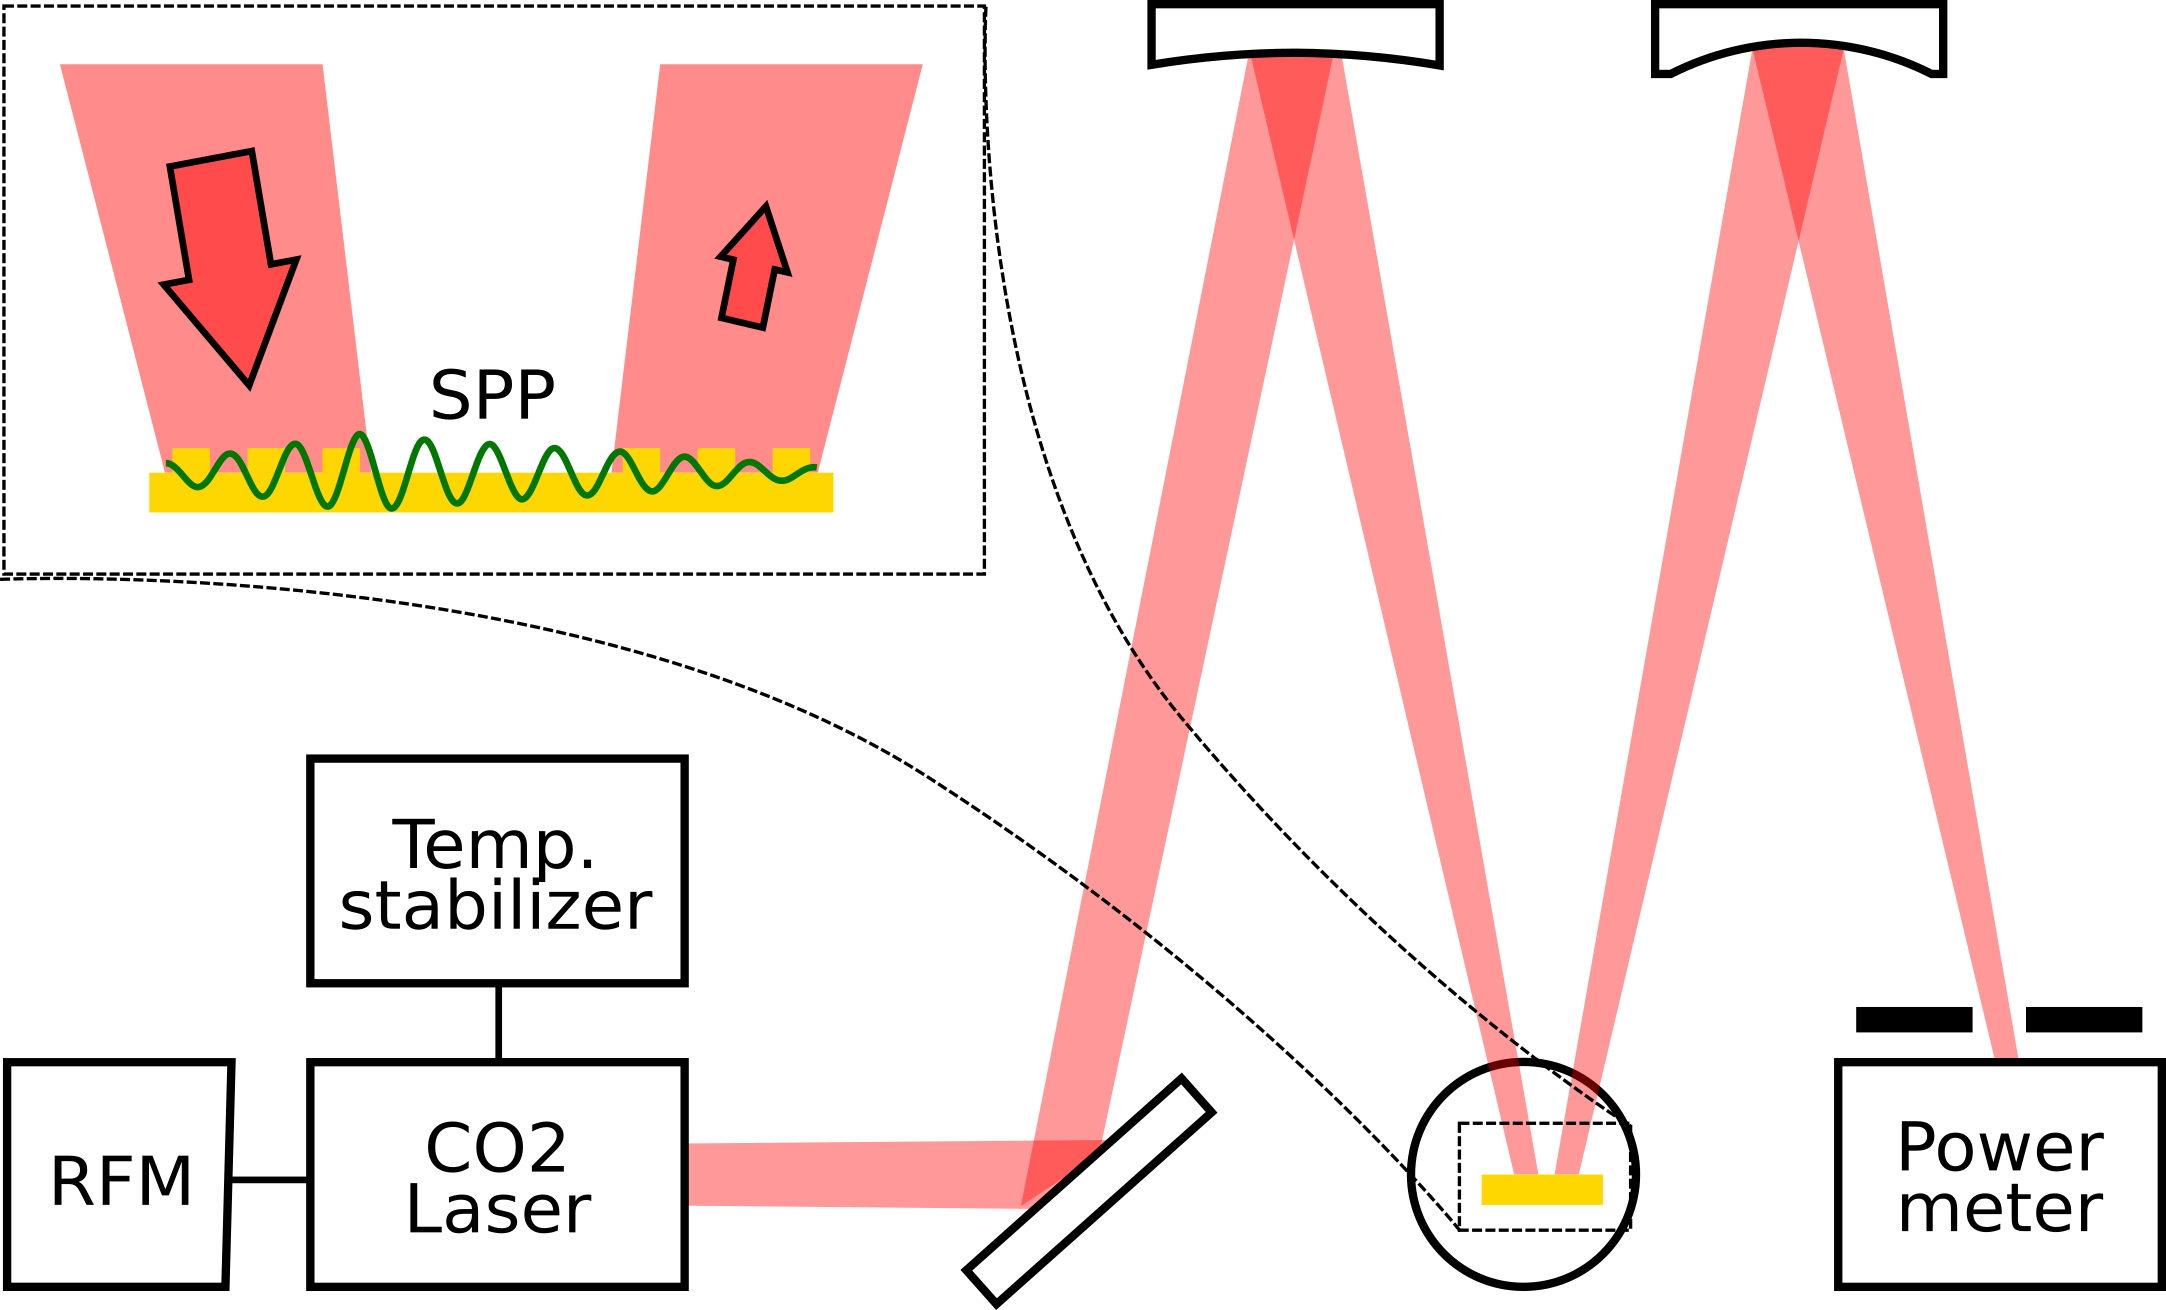 SPP
Temp.
stabilizer
RFM
CO2
Laser
Power
meter